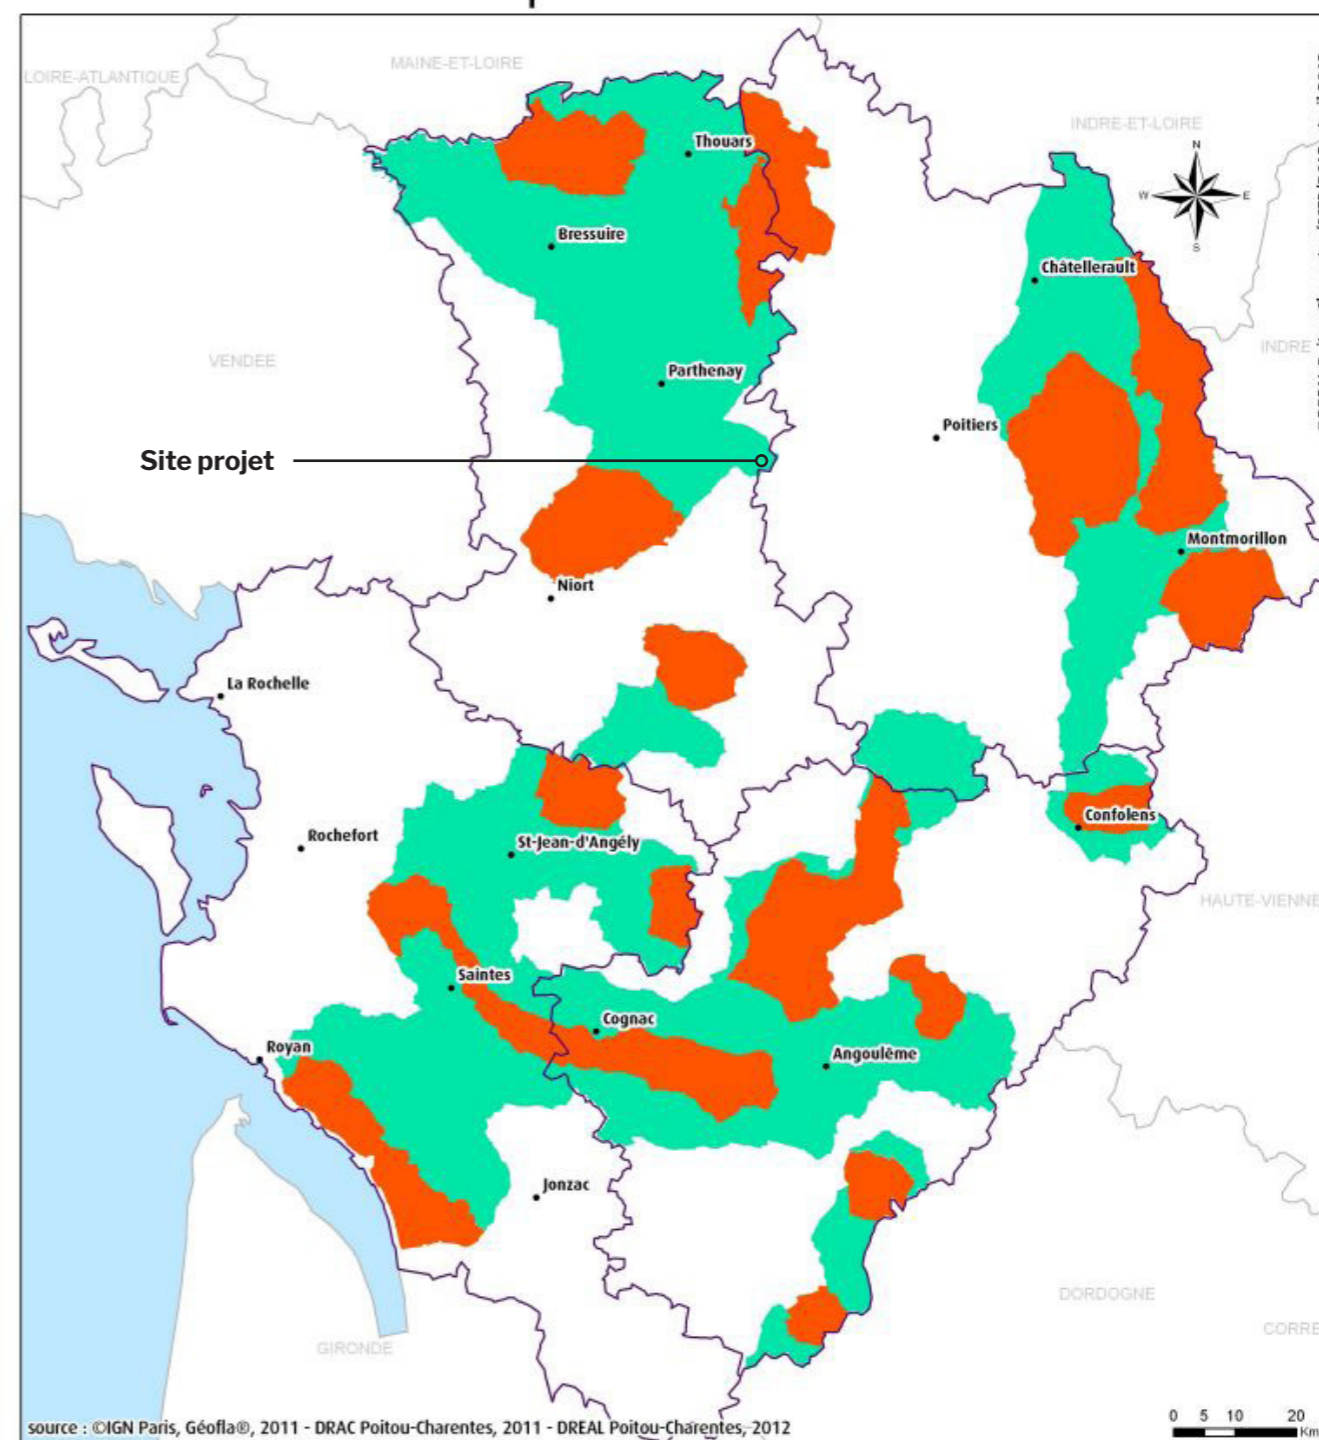 LOIRE-ATLANTIQUE
MAINE-ET-LOIRE
INDRE-ET-LOIRE
N
W
E
S
Thouars
Bressuire
Châtellerault
INDRE
VENDEE
Parthenay
Poitiers
Site projet
Montmorillon
Niort
La Rochelle
Confolens
Rochefort
St-Jean-d'Angély
HAUTE-VIENNE
Saintes
Cognac
Angoulême
Royan
Jonzac
DORDOGNE
CORRE
GIRONDE
source : ©IGN Paris, Géofla®, 2011 - DRAC Poitou-Charentes, 2011 - DREAL Poitou-Charentes, 2012
0 5 10 20
Km